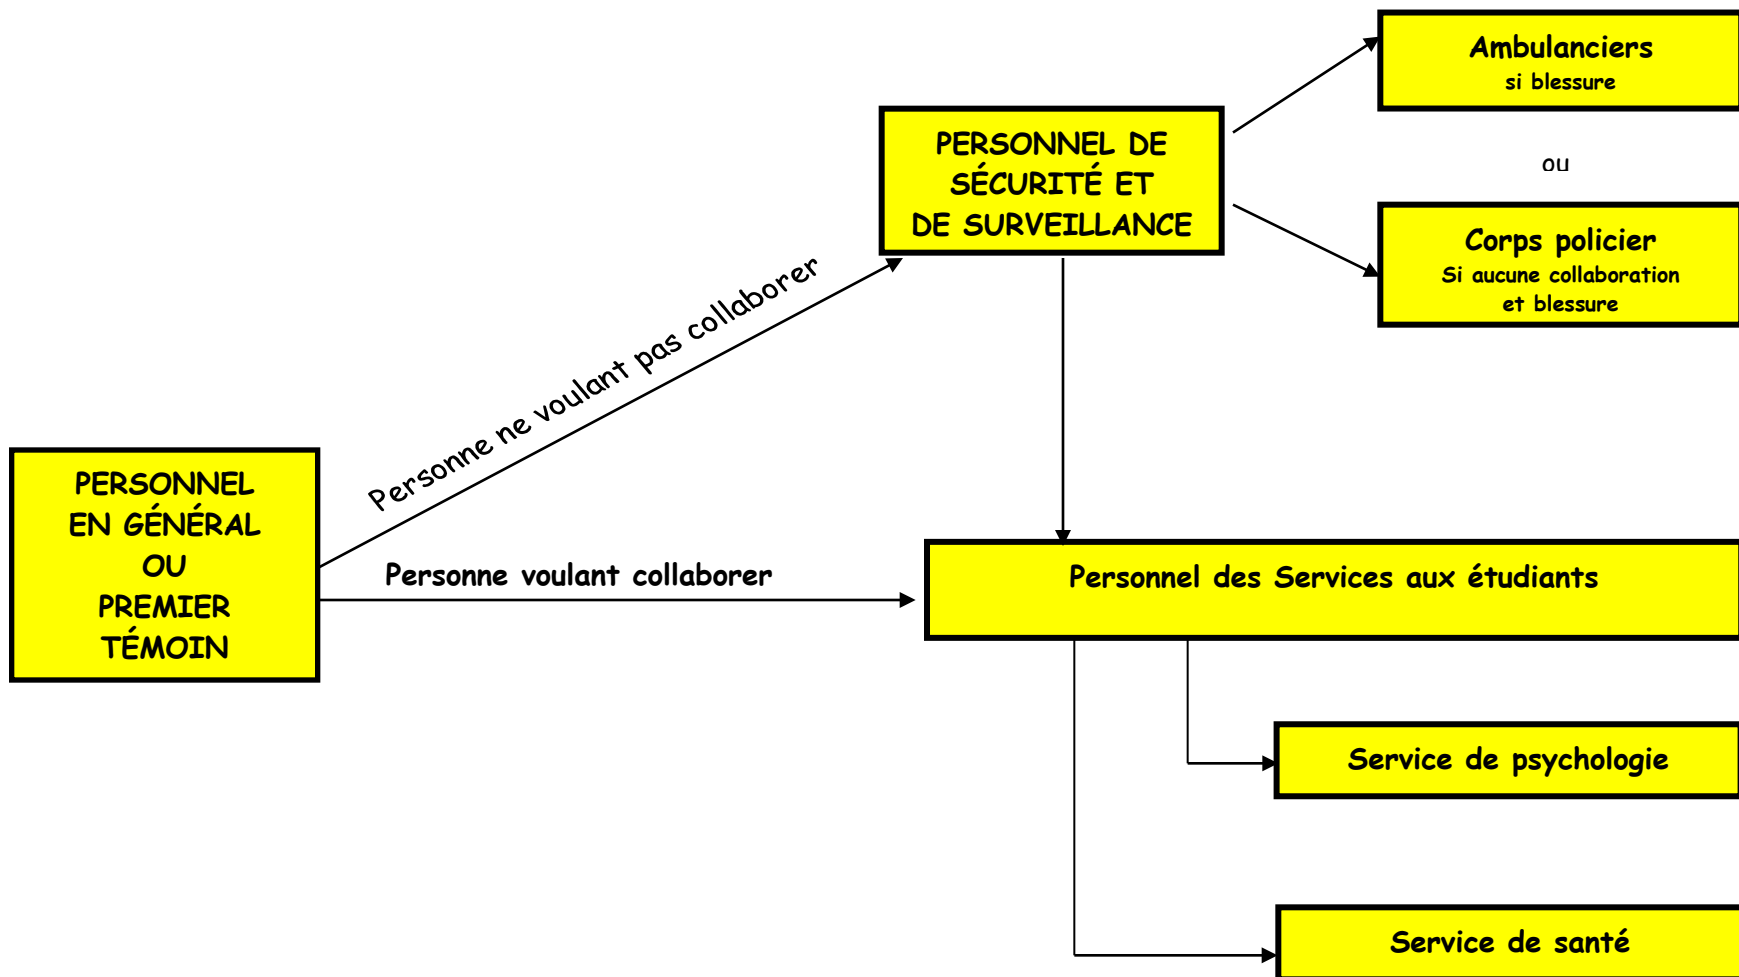 Ambulanciers
si blessure
PERSONNEL DE
SÉCURITÉ ET
DE SURVEILLANCE
ou
Corps policier
Si aucune collaboration
et blessure
Personne ne voulant pas collaborer
PERSONNEL
EN GÉNÉRAL
OU
PREMIER
TÉMOIN
Personne voulant collaborer
Personnel des Services aux étudiants
Service de psychologie
Service de santé